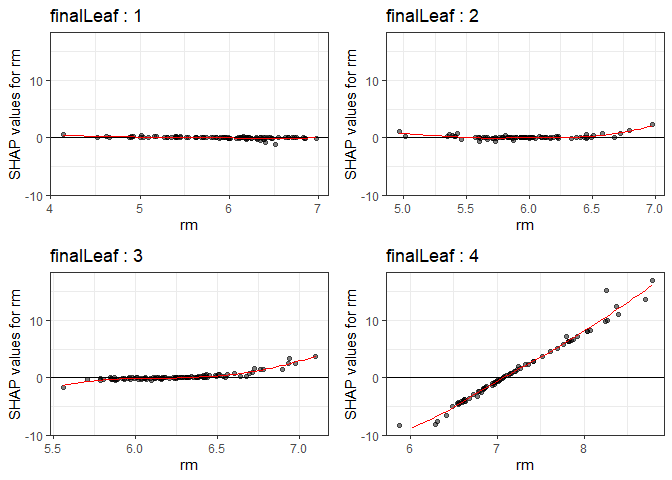 finalLeaf : 1
SHAP values for rm
10
0
-10
4
5
6
7
rm
finalLeaf : 2
SHAP values for rm
10
0
-10
5.0
5.5
6.0
6.5
7.0
rm
finalLeaf : 3
SHAP values for rm
10
0
-10
5.5
6.0
6.5
7.0
rm
finalLeaf : 4
SHAP values for rm
10
0
-10
6
7
8
rm